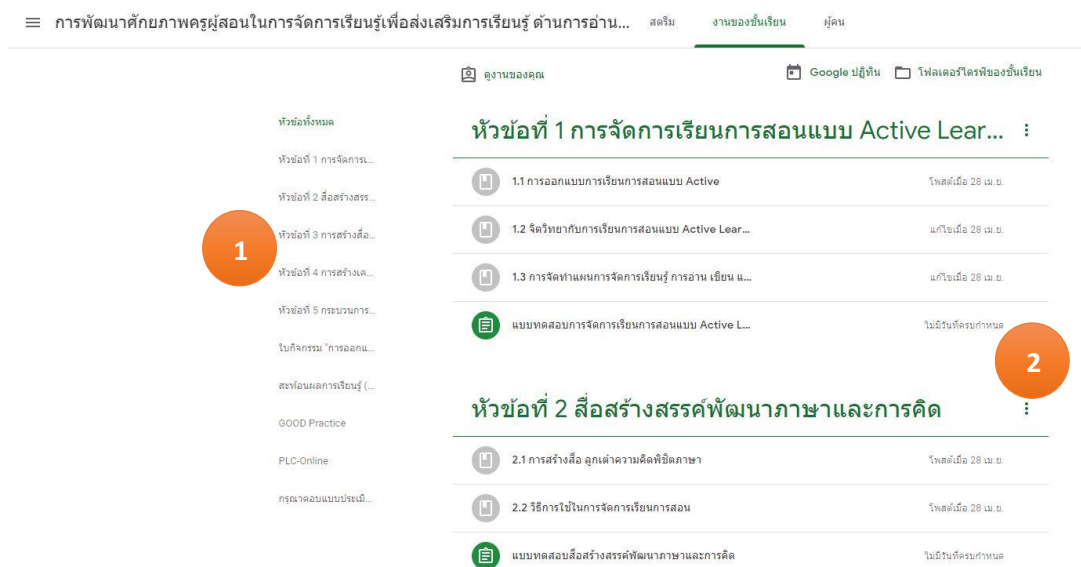 การพัฒนาศักยภาพครูผู้สอนในการจัดการเรียนรู้เพื่อส่งเสริมการเรียนรู้ ด้านการอ่าน... สตรีม งานของชั้นเรียน ผู้คน
ดูงานของคุณ Google ปฏิทิน โฟลเดอร์ไดรฟ์ของชั้นเรียน
หัวข้อทั้งหมด
หัวข้อที่ 1 การจัดการเ...
หัวข้อที่ 2 สื่อสร้างสรร...
หัวข้อที่ 3 การสร้างสื่อ...
หัวข้อที่ 4 การสร้างเค...
หัวข้อที่ 5 กระบวนการ...
ใบกิจกรรม "การออกแ...
สะท้อนผลการเรียนรู้ (...
GOOD Practice
PLC-Online
กรุณาตอบแบบประเมิ...
1
หัวข้อที่ 1 การจัดการเรียนการสอนแบบ Active Lear...
1.1 การออกแบบการเรียนการสอนแบบ Active โพสต์เมื่อ 28 เม.ย.
1.2 จิตวิทยากับการเรียนการสอนแบบ Active Lear... แก้ไขเมื่อ 28 เม.ย.
1.3 การจัดทำแผนการจัดการเรียนรู้ การอ่าน เขียน แ... แก้ไขเมื่อ 28 เม.ย.
แบบทดสอบการจัดการเรียนการสอนแบบ Active L... ไม่มีวันที่ครบกำหนด
2
หัวข้อที่ 2 สื่อสร้างสรรค์พัฒนาภาษาและการคิด
2.1 การสร้างสื่อ ลูกเต๋าความคิดพิชิตภาษา โพสต์เมื่อ 28 เม.ย.
2.2 วิธีการใช้ในการจัดการเรียนการสอน โพสต์เมื่อ 28 เม.ย.
แบบทดสอบสื่อสร้างสรรค์พัฒนาภาษาและการคิด ไม่มีวันที่ครบกำหนด